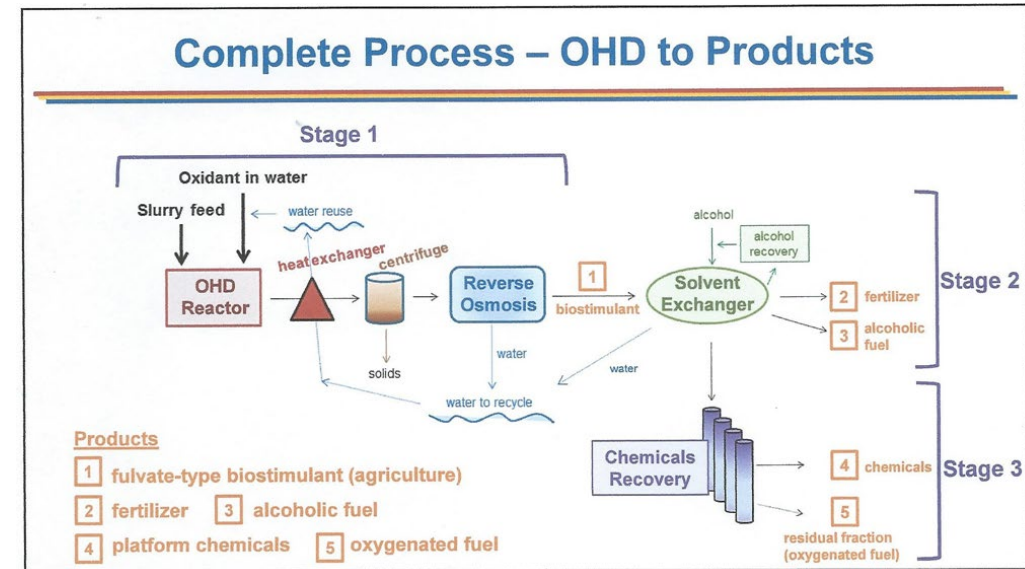 Complete Process – OHD to Products
Stage 1
Oxidant in water
Slurry feed
water reuse
heat exchanger
centrifuge
OHD
Reactor
Reverse
Osmosis
1
biostimulant
alcohol
alcohol
recovery
Solvent
Exchanger
2 fertilizer
3 alcoholic
fuel
Stage 2
solids
water
water
water to recycle
Chemicals
Recovery
4 chemicals
5
residual fraction
(oxygenated fuel)
Stage 3
Products
1 fulvate-type biostimulant (agriculture)
2 fertilizer 3 alcoholic fuel
4 platform chemicals 5 oxygenated fuel